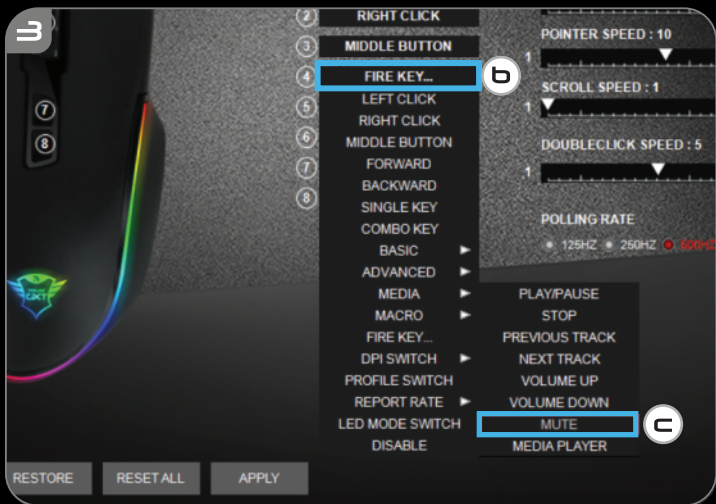 3
2 RIGHT CLICK
3 MIDDLE BUTTON
4 FIRE KEY...
b
5 LEFT CLICK
RIGHT CLICK
6 MIDDLE BUTTON
7 FORWARD
BACKWARD
8 SINGLE KEY
COMBO KEY
BASIC
ADVANCED
MEDIA
MACRO
FIRE KEY...
DPI SWITCH
PROFILE SWITCH
REPORT RATE
LED MODE SWITCH
DISABLE
PLAY/PAUSE
STOP
PREVIOUS TRACK
NEXT TRACK
VOLUME UP
VOLUME DOWN
MUTE
c
MEDIA PLAYER
POINTER SPEED : 10
1
SCROLL SPEED : 1
1
DOUBLECLICK SPEED : 5
1
POLLING RATE
125HZ 250HZ 500HZ
7
8
GXT
RESTORE RESET ALL APPLY